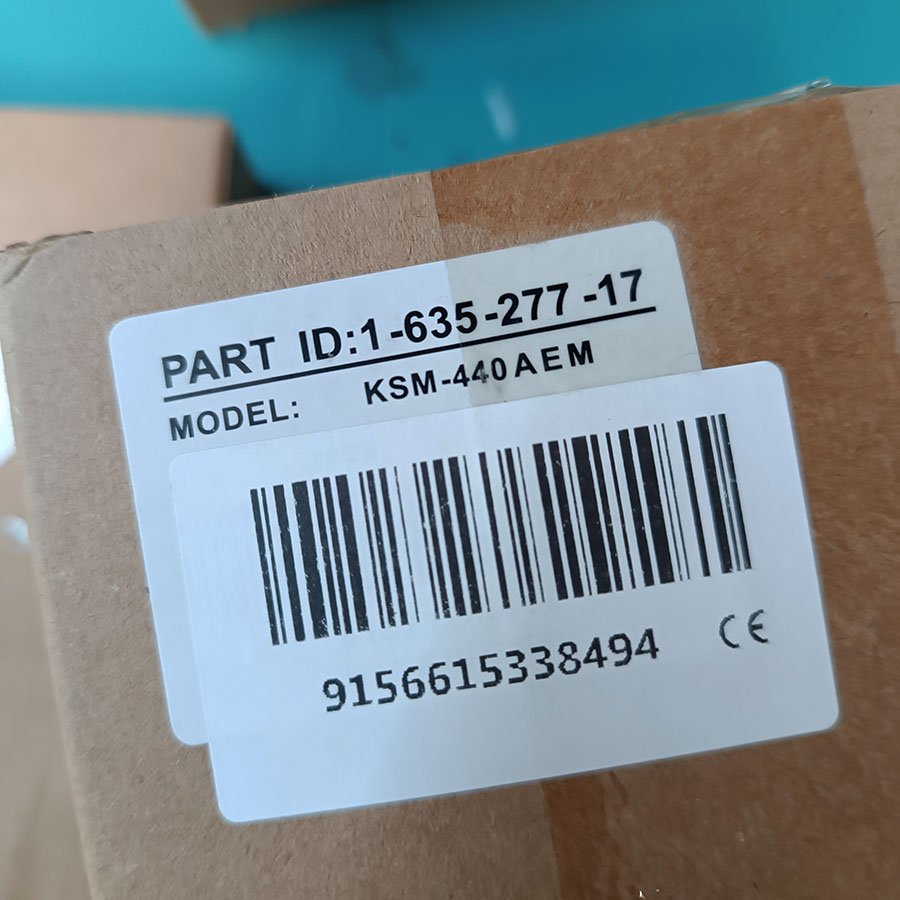 PART ID:1-635-277-17
MODEL: KSM-440AEM
9156615338494
CE